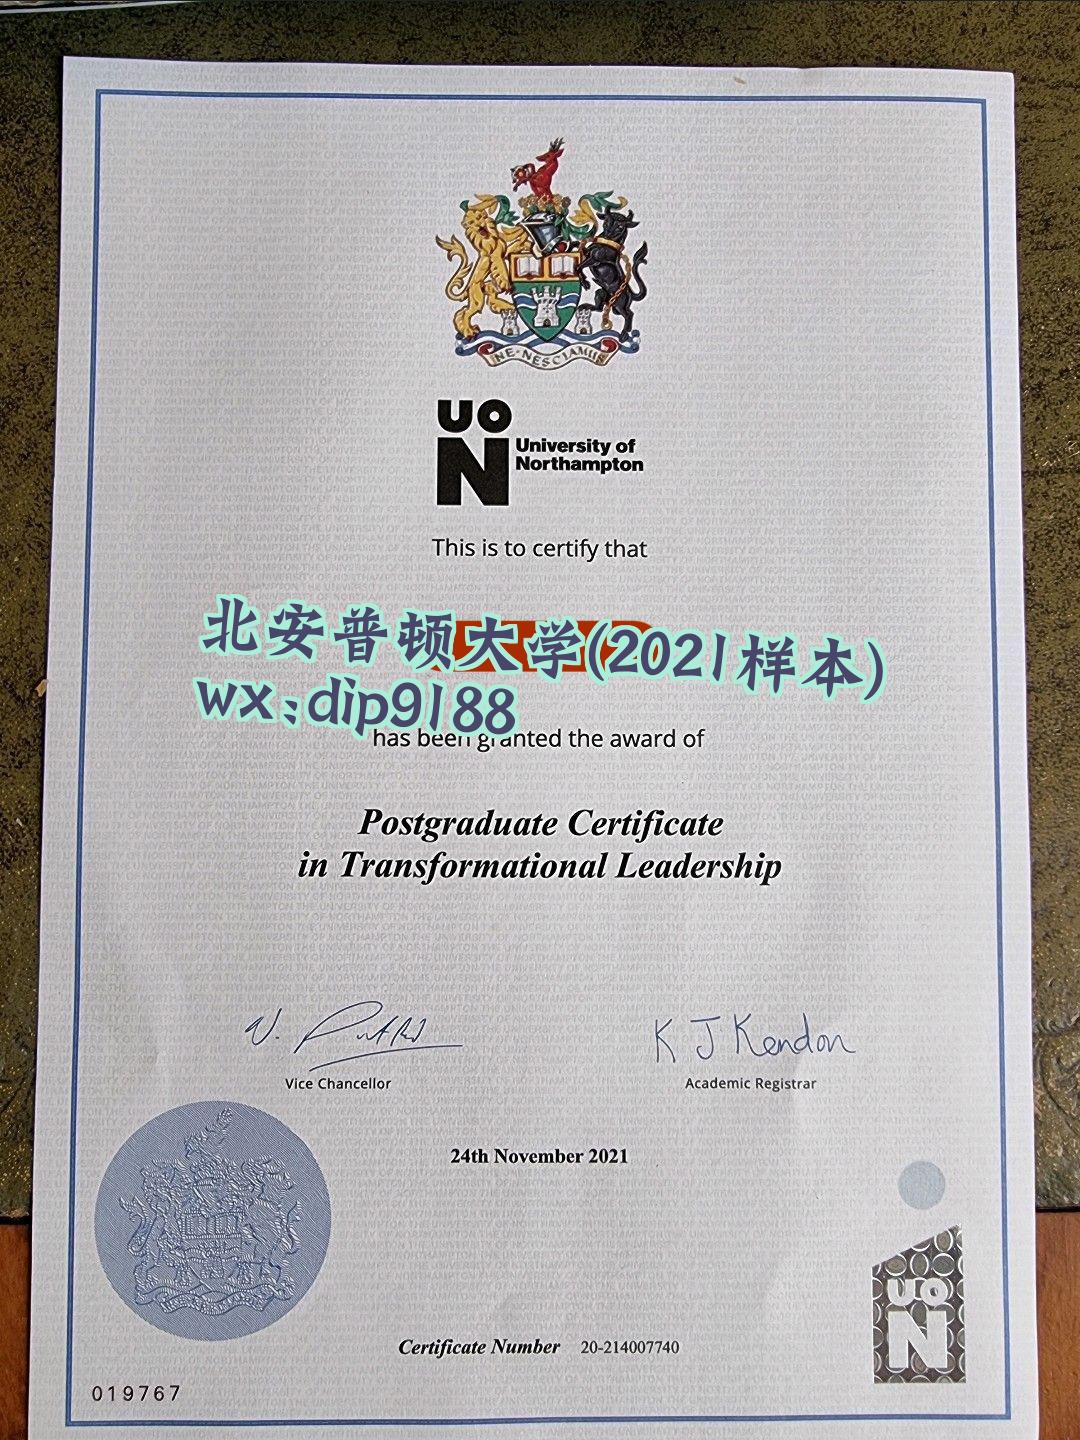 NE·NESCIAMUS
UON
University of
Northampton
This is to certify that
北安普顿大学(2021样本)
wx:dip9188
has been granted the award of
Postgraduate Certificate
in Transformational Leadership
K J Kendon
Vice Chancellor
Academic Registrar
24th November 2021
UON
Certificate Number 20-214007740
019767